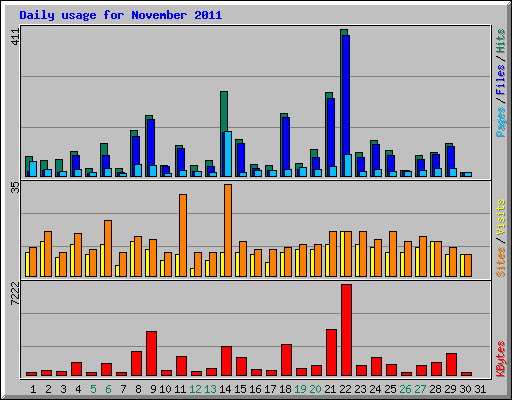 Daily usage for November 2011
411
Pages / Files / Hits
35
Sites / Visits
7222
KBytes
1 2 3 4 5 6 7 8 9 10 11 12 13 14 15 16 17 18 19 20 21 22 23 24 25 26 27 28 29 30 31